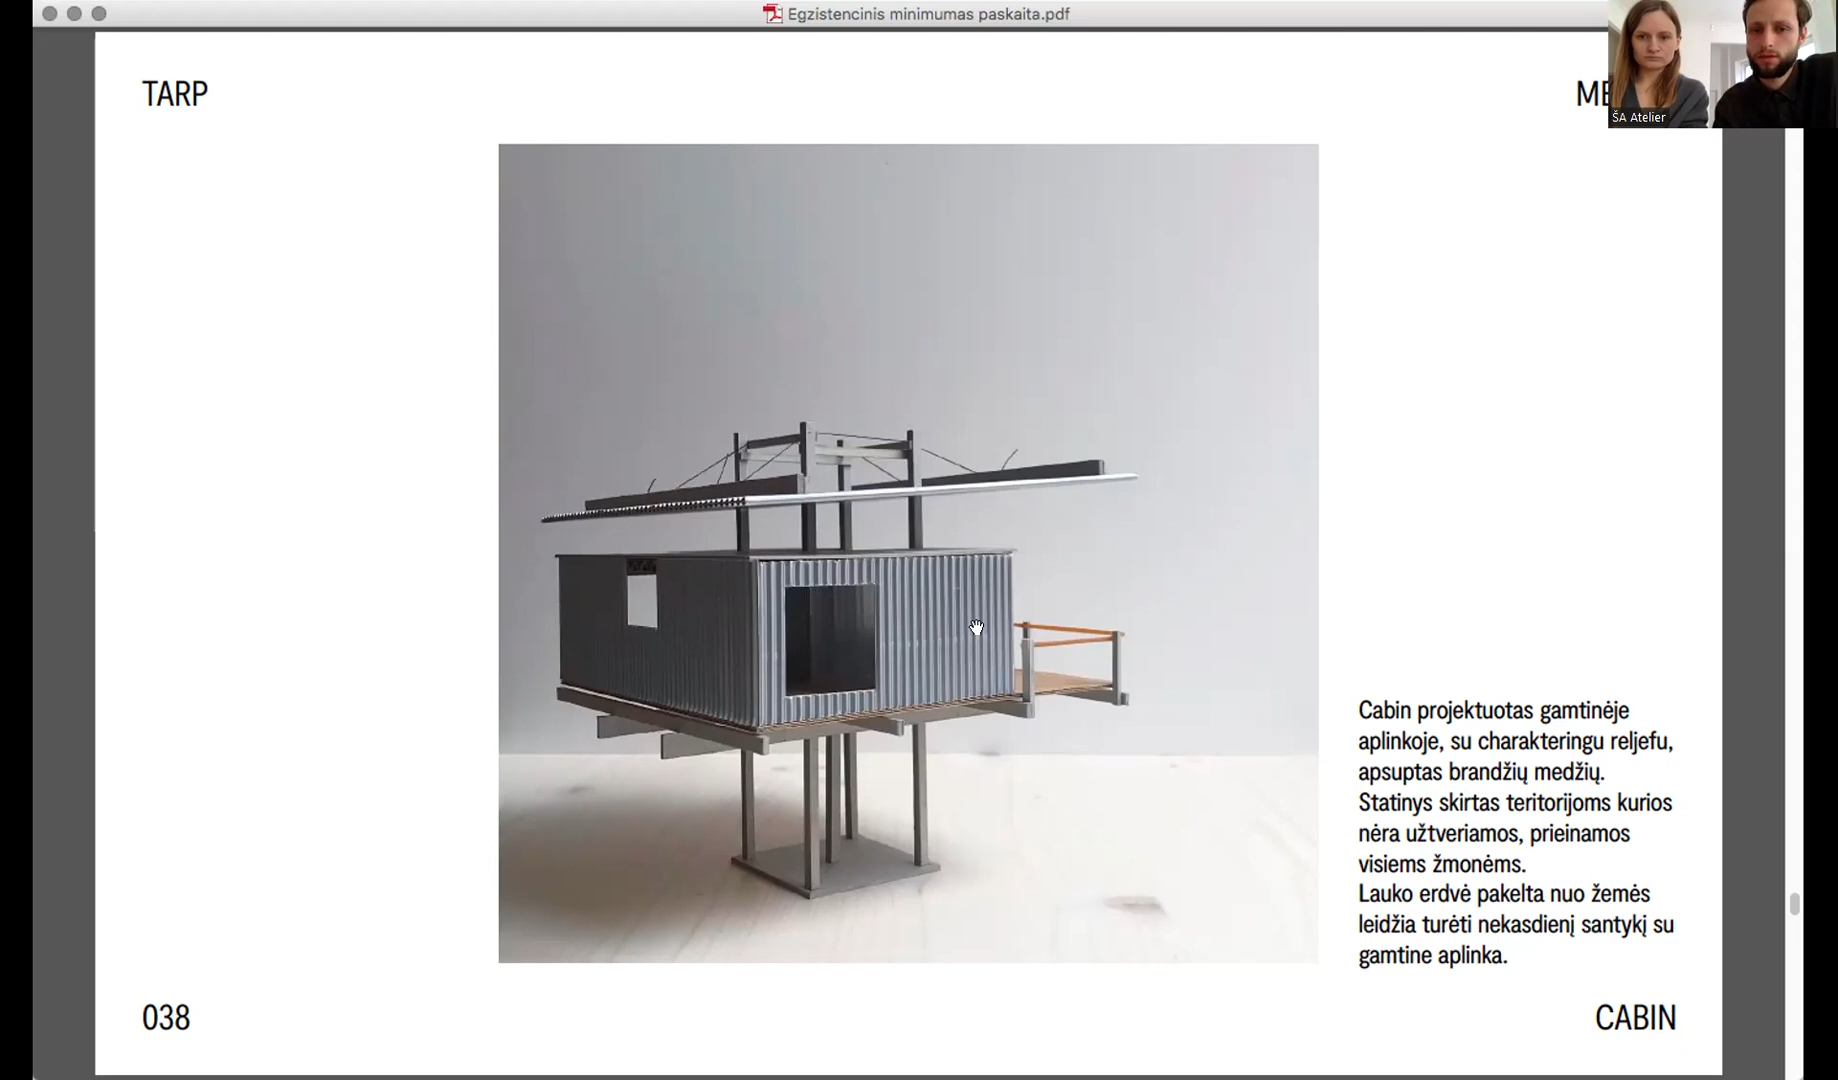 Egzistencinis minimumas paskaita.pdf
TARP
ŠA Atelier
Cabin projektuotas gamtinėje
aplinkoje, su charakteringu reljefu,
apsuptas brandžių medžių.
Statinys skirtas teritorijoms kurios
nėra užtveriamos, prieinamos
visiems žmonėms.
Lauko erdvė pakelta nuo žemės
leidžia turėti nekasdienį santykį su
gamtine aplinka.
038
CABIN